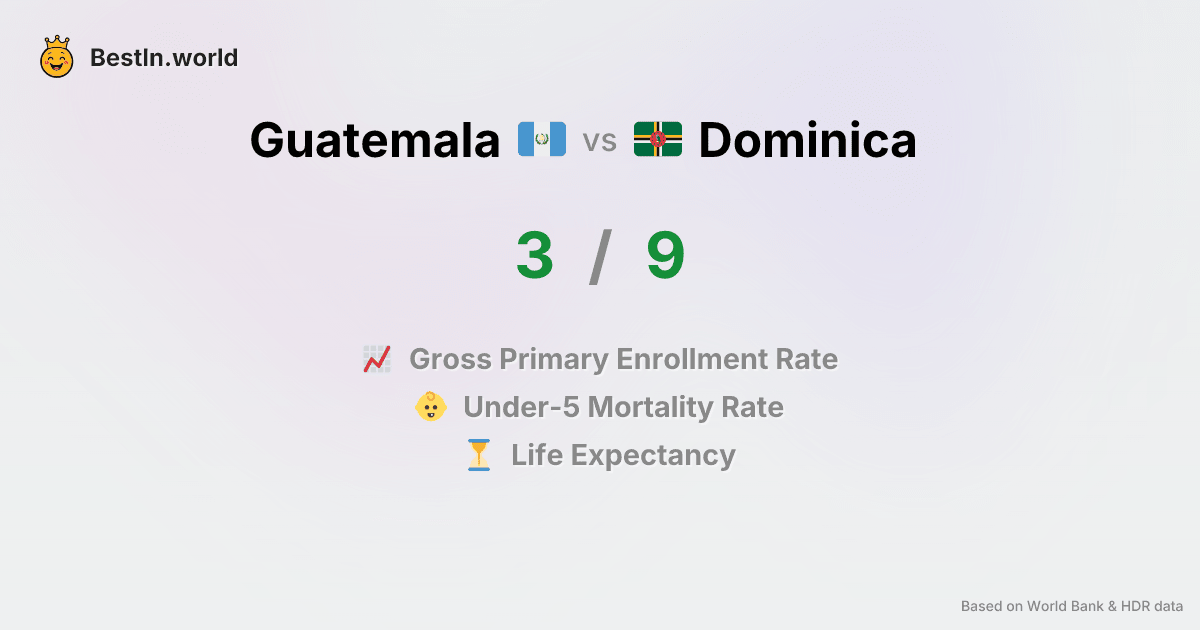 BestIn.world
Guatemala vs Dominica
3 / 9
Gross Primary Enrollment Rate
Under-5 Mortality Rate
Life Expectancy
Based on World Bank & HDR data